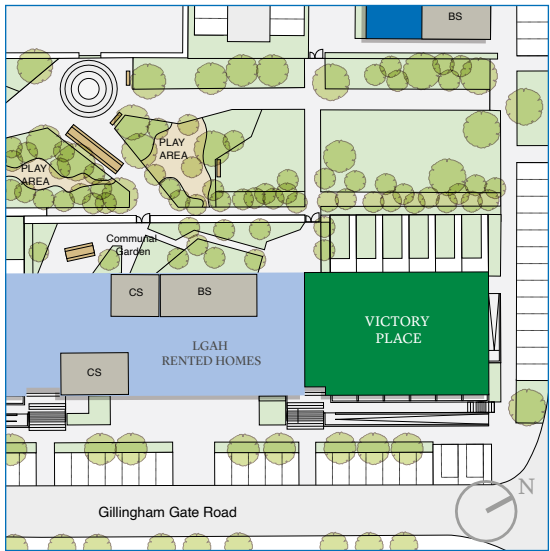 BS
PLAY
AREA
PLAY
AREA
Communal
Garden
CS
BS
VICTORY
PLACE
LGAH
RENTED HOMES
CS
N
Gillingham Gate Road